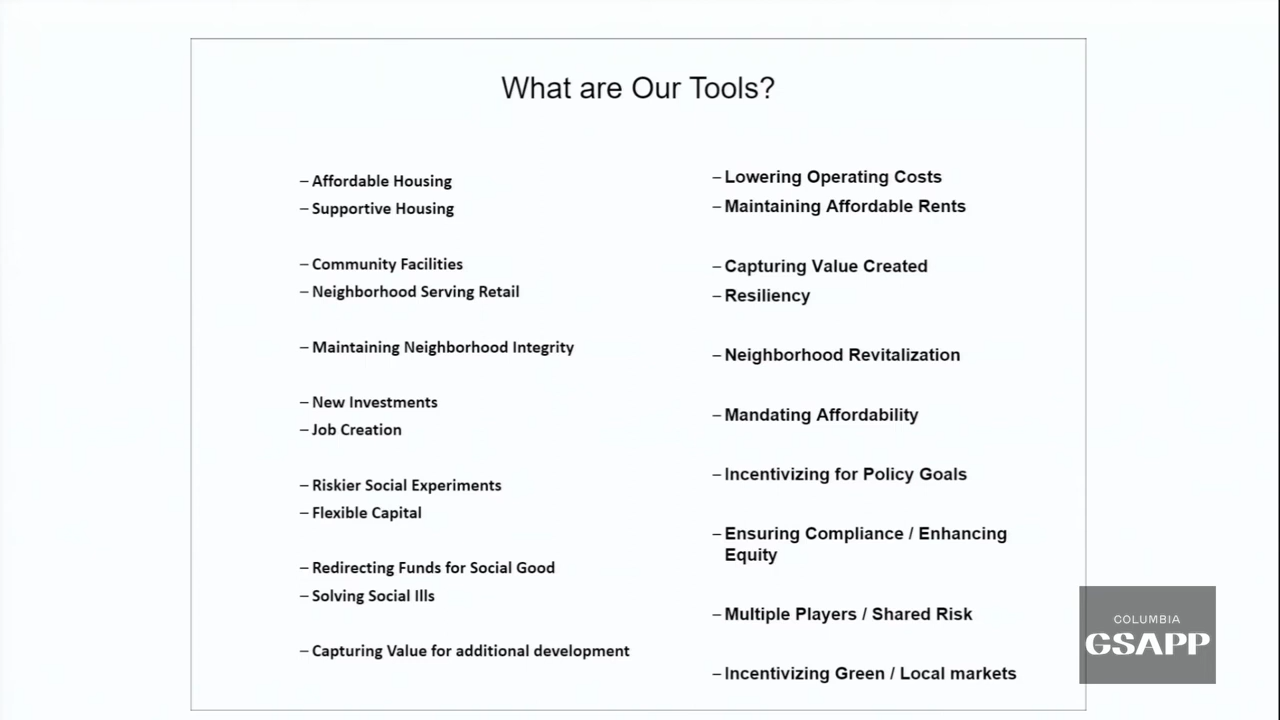 What are Our Tools?
– Affordable Housing
– Supportive Housing
– Community Facilities
– Neighborhood Serving Retail
– Maintaining Neighborhood Integrity
– New Investments
– Job Creation
– Riskier Social Experiments
– Flexible Capital
– Redirecting Funds for Social Good
– Solving Social Ills
– Capturing Value for additional development
– Lowering Operating Costs
– Maintaining Affordable Rents
– Capturing Value Created
– Resiliency
– Neighborhood Revitalization
– Mandating Affordability
– Incentivizing for Policy Goals
– Ensuring Compliance / Enhancing
Equity
– Multiple Players / Shared Risk
– Incentivizing Green / Local markets
COLUMBIA
GSAPP